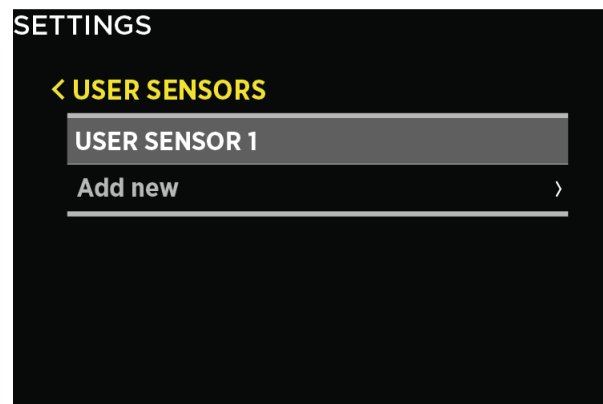 SETTINGS
< USER SENSORS
USER SENSOR 1
Add new >